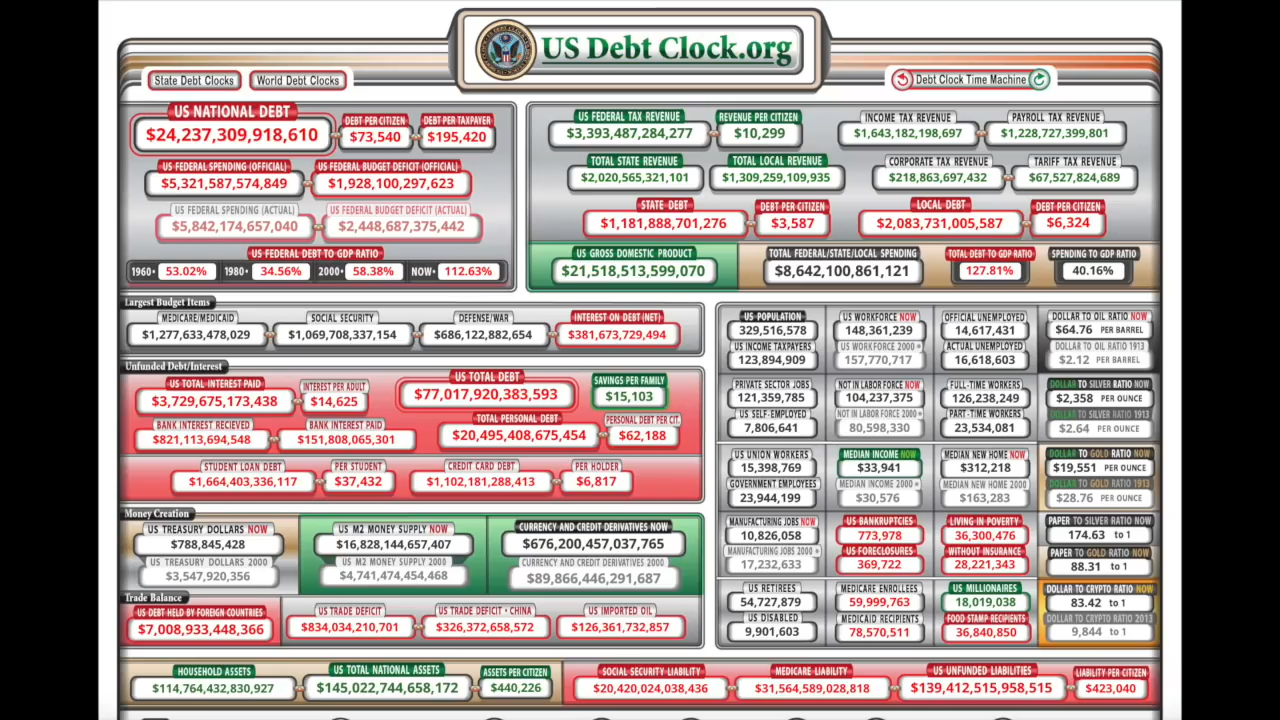 US Debt Clock.org
State Debt Clocks
World Debt Clocks
Debt Clock Time Machine
US NATIONAL DEBT
$24,237,309,918,610
DEBT PER CITIZEN
$73,540
DEBT PER TAXPAYER
$195,420
US FEDERAL SPENDING (OFFICIAL)
$5,321,587,574,849
US FEDERAL BUDGET DEFICIT (OFFICIAL)
$1,928,100,297,623
US FEDERAL SPENDING (ACTUAL)
$5,842,174,657,040
US FEDERAL BUDGET DEFICIT (ACTUAL)
$2,448,687,375,442
US FEDERAL DEBT TO GDP RATIO
1960• 53.02% 1980• 34.56% 2000• 58.38% NOW• 112.63%
US FEDERAL TAX REVENUE
$3,393,487,284,277
REVENUE PER CITIZEN
$10,299
INCOME TAX REVENUE
$1,643,182,198,697
PAYROLL TAX REVENUE
$1,228,727,399,801
TOTAL STATE REVENUE
$2,020,565,321,101
TOTAL LOCAL REVENUE
$1,309,259,109,935
CORPORATE TAX REVENUE
$218,863,697,432
TARIFF TAX REVENUE
$67,527,824,689
STATE DEBT
$1,181,888,701,276
DEBT PER CITIZEN
$3,587
LOCAL DEBT
$2,083,731,005,587
DEBT PER CITIZEN
$6,324
US GROSS DOMESTIC PRODUCT
$21,518,513,599,070
TOTAL FEDERAL/STATE/LOCAL SPENDING
$8,642,100,861,121
TOTAL DEBT TO GDP RATIO
127.81%
SPENDING TO GDP RATIO
40.16%
Largest Budget Items
MEDICARE/MEDICAID
$1,277,633,478,029
SOCIAL SECURITY
$1,069,708,337,154
DEFENSE/WAR
$686,122,882,654
INTEREST ON DEBT (NET)
$381,673,729,494
Unfunded Debt/Interest
US TOTAL INTEREST PAID
$3,729,675,173,438
INTEREST PER ADULT
$14,625
US TOTAL DEBT
$77,017,920,383,593
SAVINGS PER FAMILY
$15,103
BANK INTEREST RECIEVED
$821,113,694,548
BANK INTEREST PAID
$151,808,065,301
TOTAL PERSONAL DEBT
$20,495,408,675,454
PERSONAL DEBT PER CIT.
$62,188
STUDENT LOAN DEBT
$1,664,403,336,117
PER STUDENT
$37,432
CREDIT CARD DEBT
$1,102,181,288,413
PER HOLDER
$6,817
Money Creation
US TREASURY DOLLARS NOW
$788,845,428
US TREASURY DOLLARS 2000
$3,547,920,356
US M2 MONEY SUPPLY NOW
$16,828,144,657,407
US M2 MONEY SUPPLY 2000
$4,741,474,454,468
CURRENCY AND CREDIT DERIVATIVES NOW
$676,200,457,037,765
CURRENCY AND CREDIT DERIVATIVES 2000
$89,866,446,291,687
Trade Balance
US DEBT HELD BY FOREIGN COUNTRIES
$7,008,933,448,366
US TRADE DEFICIT
$834,034,210,701
US TRADE DEFICIT • CHINA
$326,372,658,572
US IMPORTED OIL
$126,361,732,857
US POPULATION
329,516,578
US INCOME TAXPAYERS
123,894,909
US WORKFORCE NOW
148,361,239
US WORKFORCE 2000
157,770,717
OFFICIAL UNEMPLOYED
14,617,431
ACTUAL UNEMPLOYED
16,618,603
DOLLAR TO OIL RATIO NOW
$64.76 PER BARREL
DOLLAR TO OIL RATIO 1913
$2.12 PER BARREL
PRIVATE SECTOR JOBS
121,359,785
US SELF-EMPLOYED
7,806,641
NOT IN LABOR FORCE NOW
104,237,375
NOT IN LABOR FORCE 2000
80,598,330
FULL-TIME WORKERS
126,238,249
PART-TIME WORKERS
23,534,081
DOLLAR TO SILVER RATIO NOW
$2,358 PER OUNCE
DOLLAR TO SILVER RATIO 1913
$2.64 PER OUNCE
US UNION WORKERS
15,398,769
GOVERNMENT EMPLOYEES
23,944,199
MEDIAN INCOME NOW
$33,941
MEDIAN INCOME 2000
$30,576
MEDIAN NEW HOME NOW
$312,218
MEDIAN NEW HOME 2000
$163,283
DOLLAR TO GOLD RATIO NOW
$19,551 PER OUNCE
DOLLAR TO GOLD RATIO 1913
$28.76 PER OUNCE
MANUFACTURING JOBS NOW
10,826,058
MANUFACTURING JOBS 2000
17,232,633
US BANKRUPTCIES
773,978
US FORECLOSURES
369,722
LIVING IN POVERTY
36,300,476
WITHOUT INSURANCE
28,221,343
PAPER TO SILVER RATIO NOW
174.63 to 1
PAPER TO GOLD RATIO NOW
88.31 to 1
US RETIREES
54,727,879
US DISABLED
9,901,603
MEDICARE ENROLLEES
59,999,763
MEDICAID RECIPIENTS
78,570,511
US MILLIONAIRES
18,019,038
FOOD STAMP RECIPIENTS
36,840,850
DOLLAR TO CRYPTO RATIO NOW
83.42 to 1
DOLLAR TO CRYPTO RATIO 2013
9,844 to 1
HOUSEHOLD ASSETS
$114,764,432,830,927
US TOTAL NATIONAL ASSETS
$145,022,744,658,172
ASSETS PER CITIZEN
$440,226
SOCIAL SECURITY LIABILITY
$20,420,024,038,436
MEDICARE LIABILITY
$31,564,589,028,818
US UNFUNDED LIABILITIES
$139,412,515,958,515
LIABILITY PER CITIZEN
$423,040